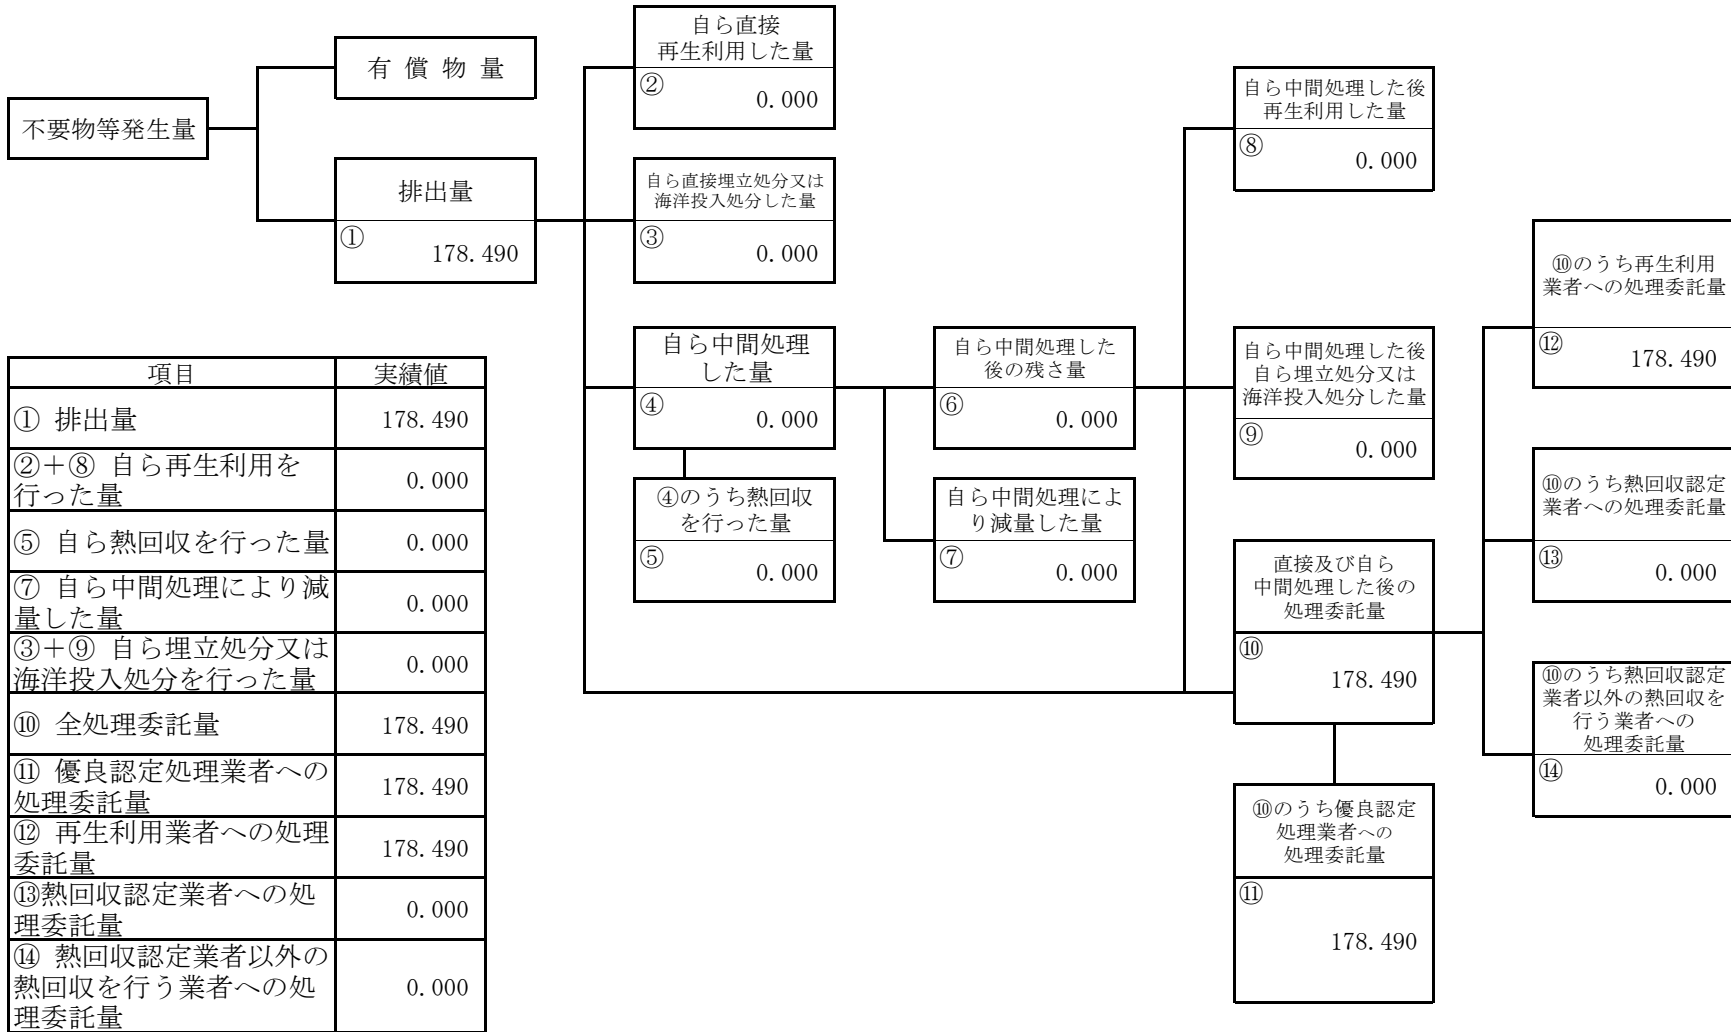 不要物等発生量
有償物量
排出量
①
178.490
自ら直接
再生利用した量
②
0.000
自ら直接埋立処分又は
海洋投入処分した量
③
0.000
自ら中間処理
した量
④
0.000
④のうち熱回収
を行った量
⑤
0.000
自ら中間処理した
後の残さ量
⑥
0.000
自ら中間処理によ
り減量した量
⑦
0.000
自ら中間処理した後
再生利用した量
⑧
0.000
自ら中間処理した後
自ら埋立処分又は
海洋投入処分した量
⑨
0.000
直接及び自ら
中間処理した後の
処理委託量
⑩
178.490
⑩のうち優良認定
処理業者への
処理委託量
⑪
178.490
⑩のうち再生利用
業者への処理委託量
⑫
178.490
⑩のうち熱回収認定
業者への処理委託量
⑬
0.000
⑩のうち熱回収認定
業者以外の熱回収を
行う業者への
処理委託量
⑭
0.000
項目 実績値
① 排出量 178.490
②+⑧ 自ら再生利用を
行った量 0.000
⑤ 自ら熱回収を行った量 0.000
⑦ 自ら中間処理により減
量した量 0.000
③+⑨ 自ら埋立処分又は
海洋投入処分を行った量 0.000
⑩ 全処理委託量 178.490
⑪ 優良認定処理業者への
処理委託量 178.490
⑫ 再生利用業者への処理
委託量 178.490
⑬熱回収認定業者への処
理委託量 0.000
⑭ 熱回収認定業者以外の
熱回収を行う業者への処
理委託量 0.000